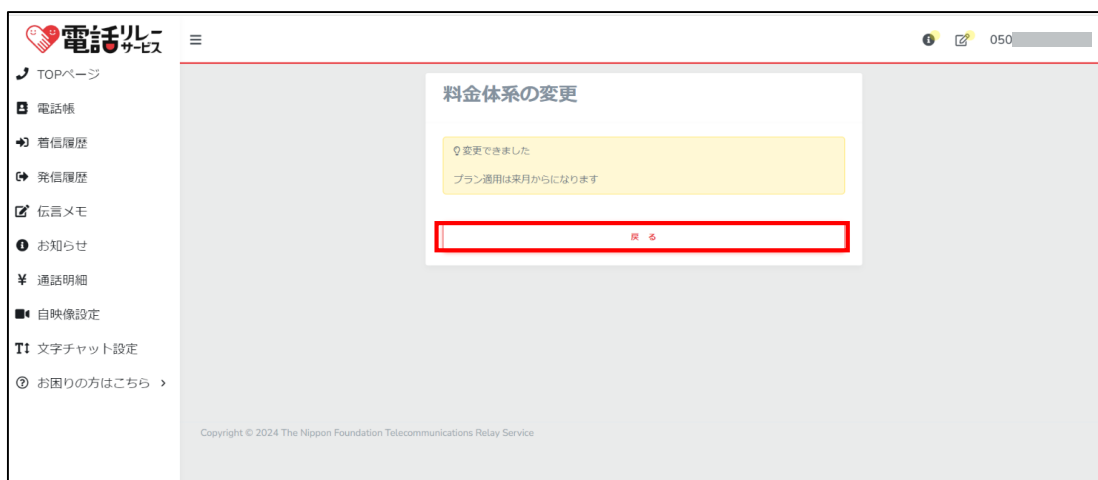 電話リレーサービス
050
TOPページ
電話帳
着信履歴
発信履歴
伝言メモ
お知らせ
¥ 通話明細
自映像設定
文字チャット設定
お困りの方はこちら
料金体系の変更
変更できました
プラン適用は来月からになります
戻 る
Copyright © 2024 The Nippon Foundation Telecommunications Relay Service